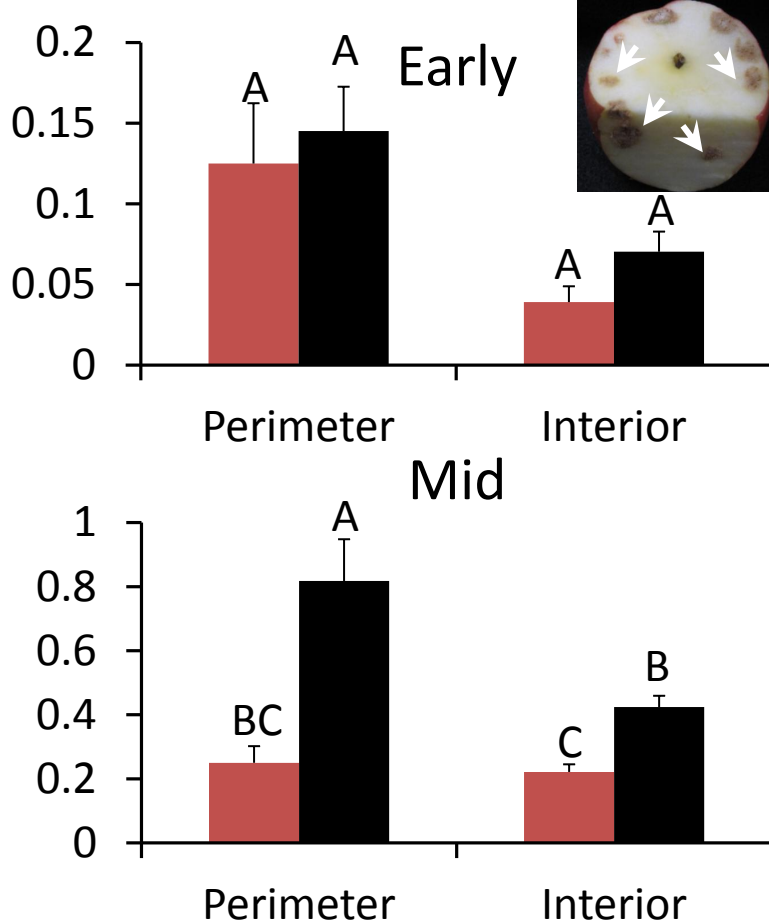 0.2
A
A
Early
0.15
0.1
A
A
0.05
0
Perimeter
Interior
Mid
1
A
0.8
0.6
B
0.4
BC
C
0.2
0
Perimeter
Interior